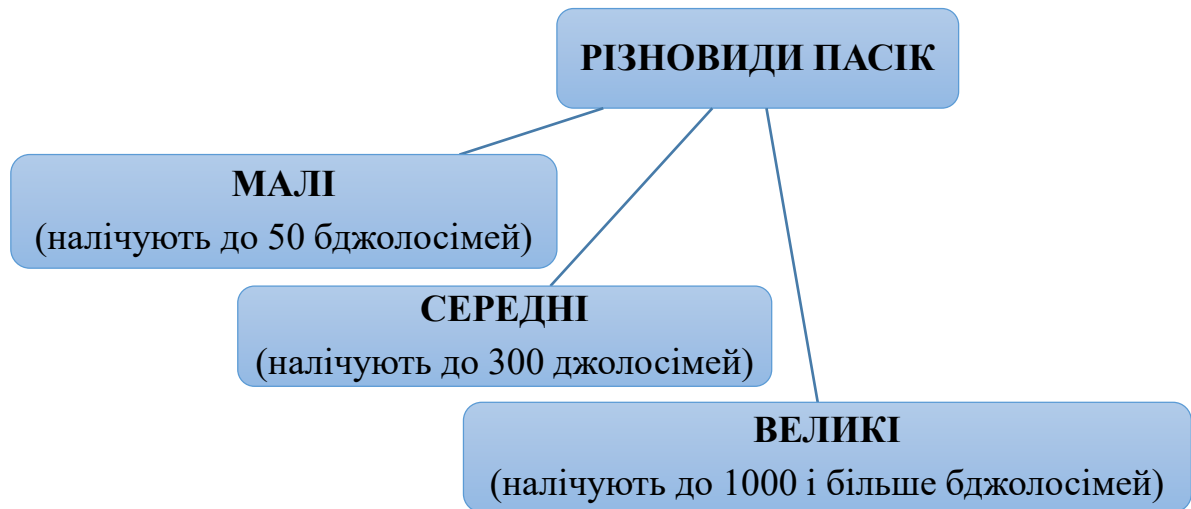 РІЗНОВИДИ ПАСІК
МАЛІ
(налічують до 50 бджолосімей)
СЕРЕДНІ
(налічують до 300 джолосімей)
ВЕЛИКІ
(налічують до 1000 і більше бджолосімей)